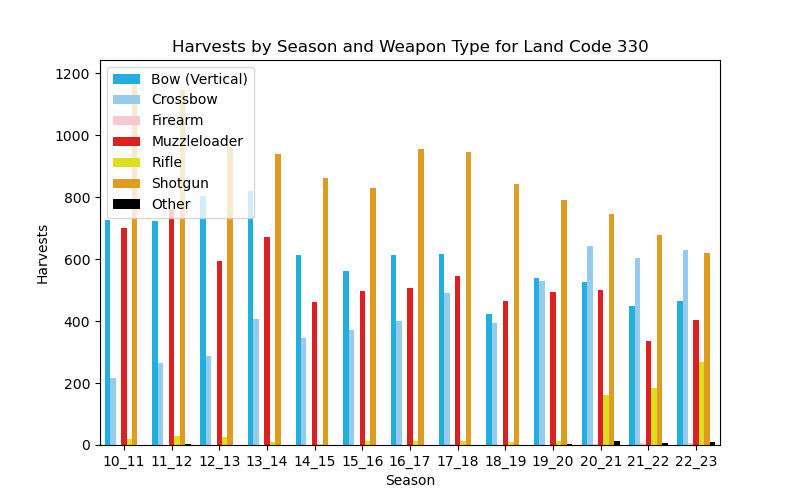 Harvests by Season and Weapon Type for Land Code 330
1200
1000
800
600
400
200
0
Harvests
Bow (Vertical)
Crossbow
Firearm
Muzzleloader
Rifle
Shotgun
Other
10_11 11_12 12_13 13_14 14_15 15_16 16_17 17_18 18_19 19_20 20_21 21_22 22_23
Season